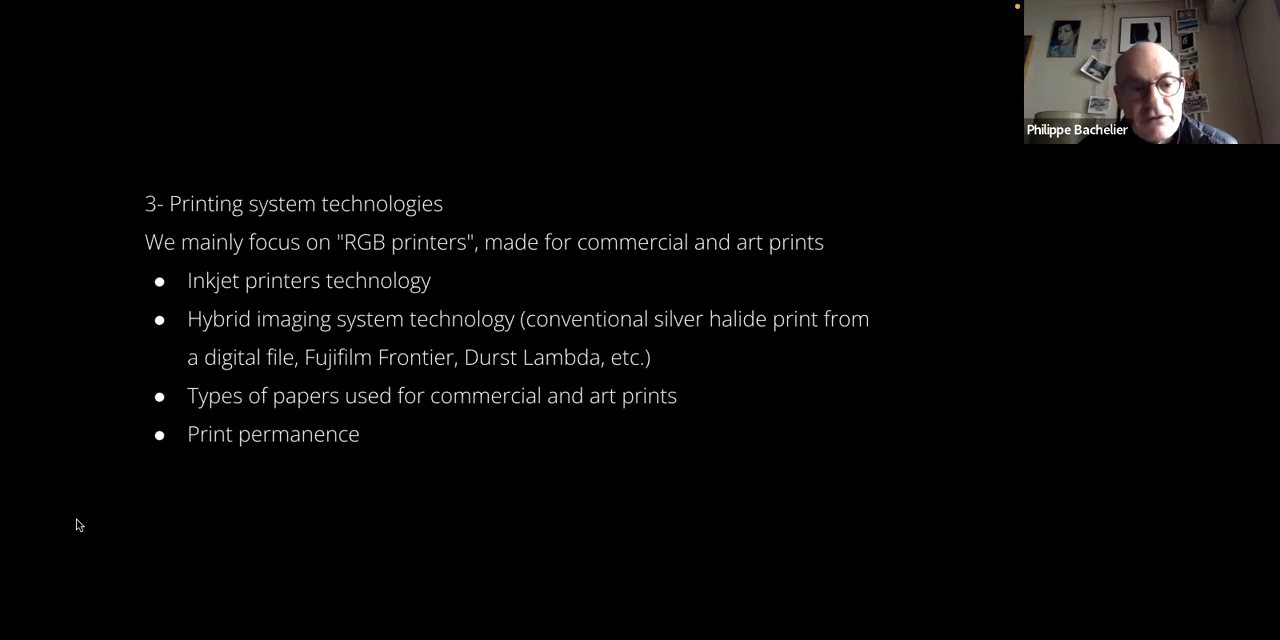 Philippe Bachelier
3- Printing system technologies
We mainly focus on "RGB printers", made for commercial and art prints
● Inkjet printers technology
● Hybrid imaging system technology (conventional silver halide print from
a digital file, Fujifilm Frontier, Durst Lambda, etc.)
● Types of papers used for commercial and art prints
● Print permanence